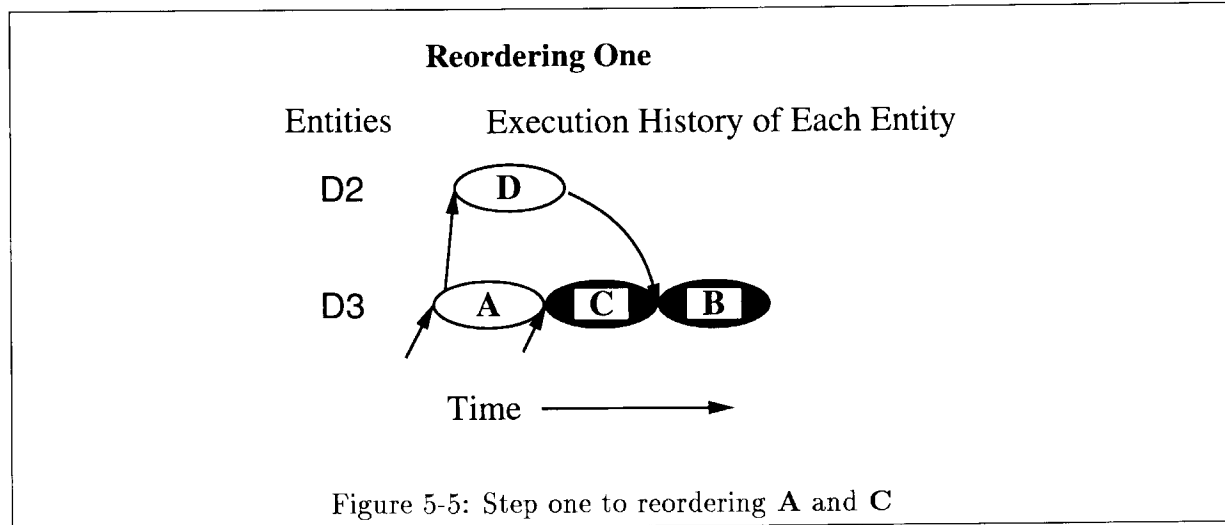 Reordering One
Entities Execution History of Each Entity
D2 D
D3 A C B
Time
Figure 5-5: Step one to reordering A and C